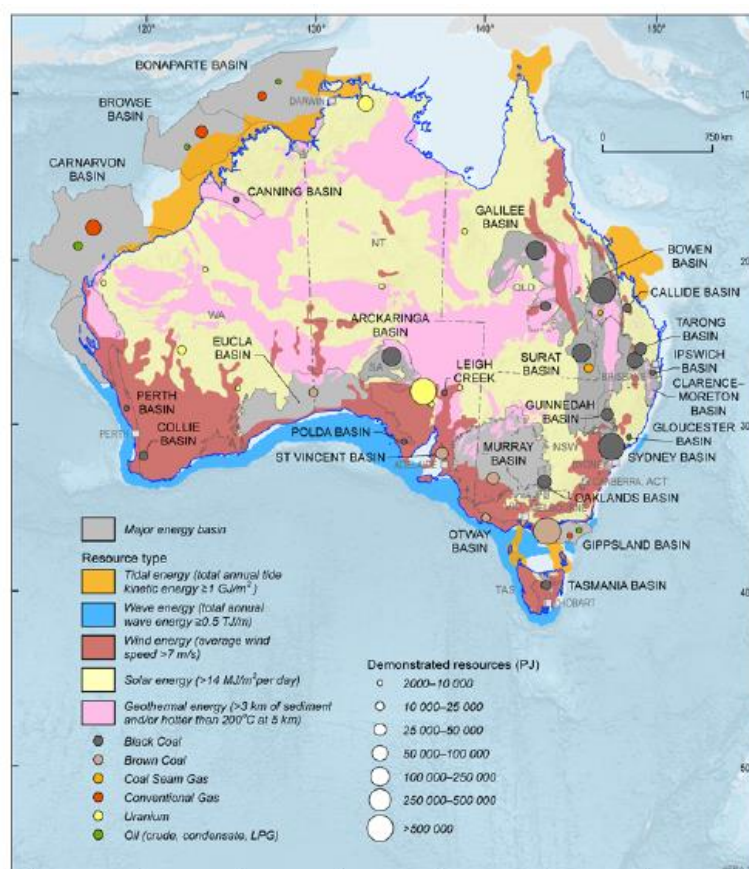 120°
130°
140°
150°
BONAPARTE BASIN
DARWIN
BROWSE
BASIN
CARNARVON
BASIN
0
750 km
CANNING BASIN
GALILEE
BASIN
NT
BOWEN
BASIN
QLD
CALLIDE BASIN
WA
ARCKARINGA
BASIN
TARONG
BASIN
EUCLA
BASIN
SURAT
BASIN
IPSWICH
BASIN
SA
LEIGH
CREEK
BRISBANE
CLARENCE-
MORETON
BASIN
PERTH
BASIN
GUNNEDAH
BASIN
30
PERTH
COLLIE
BASIN
POLDA BASIN
MURRAY
BASIN
NSW
GLOUCESTER
BASIN
ST VINCENT BASIN
ADELAIDE
SYDNEY BASIN
CANBERRA, ACT
OAKLANDS BASIN
OTWAY
BASIN
GIPPSLAND BASIN
TAS
TASMANIA BASIN
HOBART
40
Major energy basin
Resource type
Tidal energy (total annual tide
kinetic energy ≥1 GJ/m²)
Wave energy (total annual
wave energy ≥0.5 TJ/m)
Wind energy (average wind
speed >7 m/s)
Solar energy (>14 MJ/m²per day)
Geothermal energy (>3 km of sediment
and/or hotter than 200°C at 5 km)
Black Coal
Brown Coal
Coal Seam Gas
Conventional Gas
Uranium
Oil (crude, condensate, LPG)
Demonstrated resources (PJ)
2000–10 000
10 000–25 000
25 000–50 000
50 000–100 000
100 000–250 000
250 000–500 000
>500 000